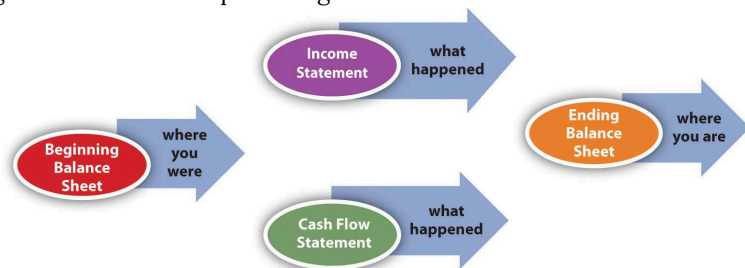 Income
Statement
what
happened
Beginning
Balance
Sheet
where
you
were
Ending
Balance
Sheet
where
you are
Cash Flow
Statement
what
happened